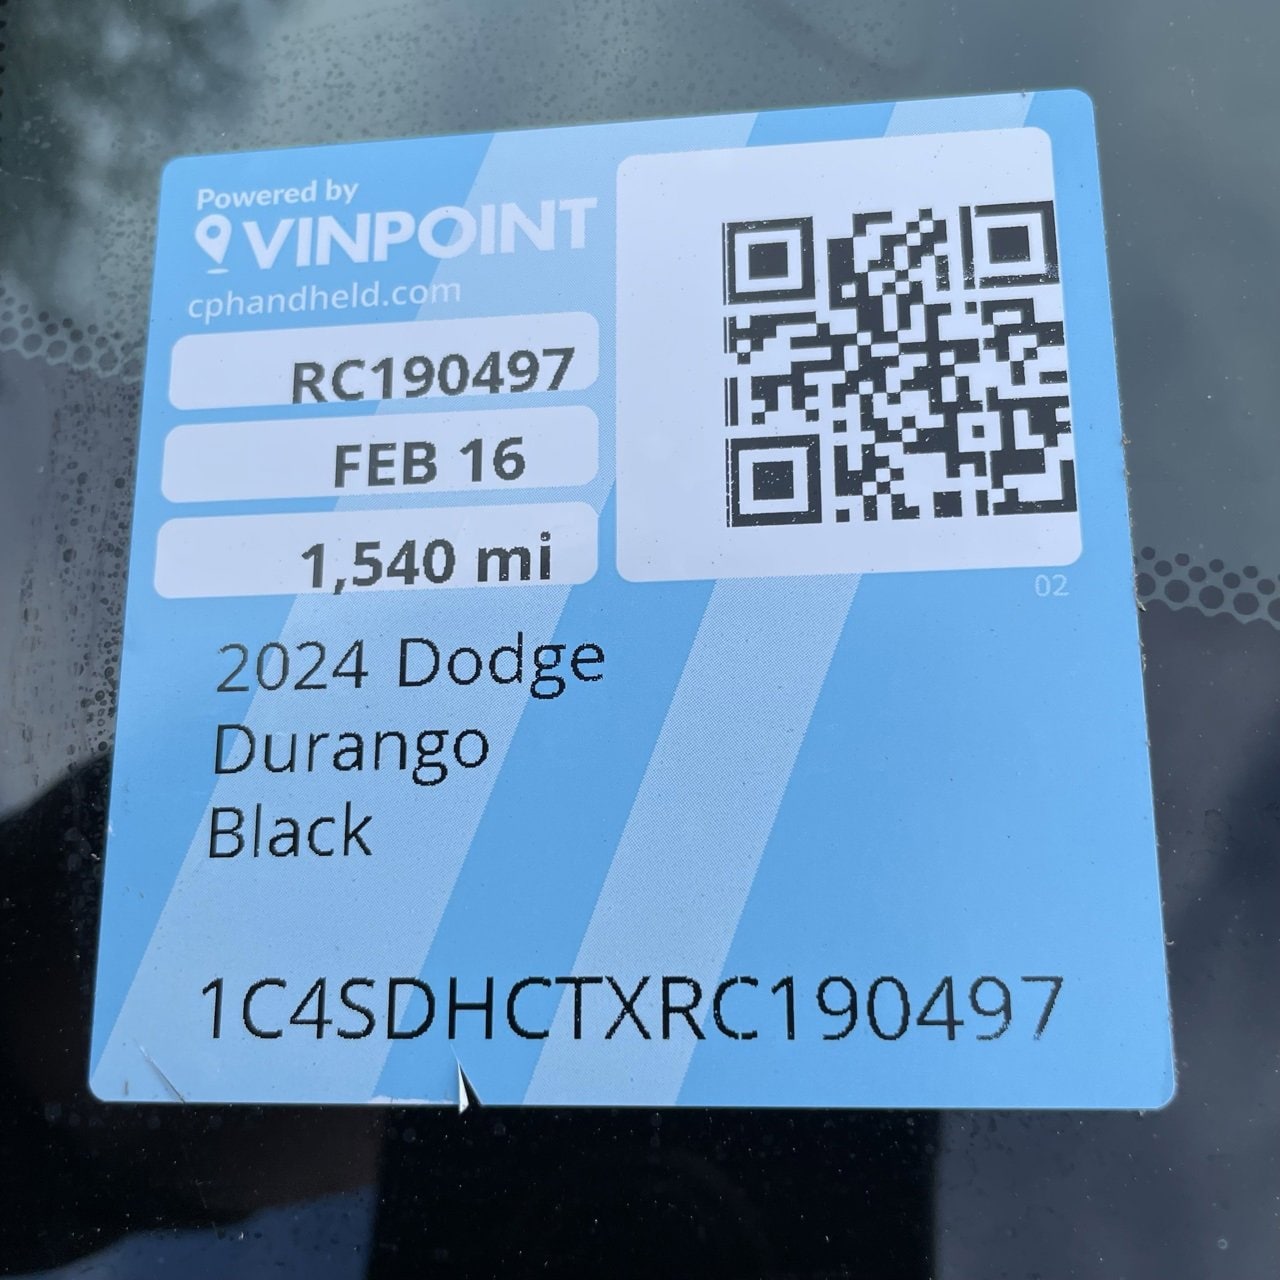 Powered by
VINPOINT
cphandheld.com
RC190497
FEB 16
1,540 mi
02
2024 Dodge
Durango
Black
1C4SDHCTXRC190497